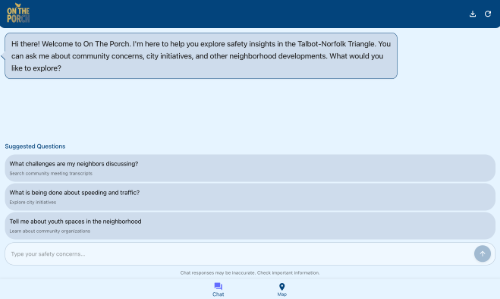 ON THE
PORCH
Hi there! Welcome to On The Porch. I'm here to help you explore safety insights in the Talbot-Norfolk Triangle. You
can ask me about community concerns, city initiatives, and other neighborhood developments. What would you
like to explore?
Suggested Questions
What challenges are my neighbors discussing?
Search community meeting transcripts
What is being done about speeding and traffic?
Explore city initiatives
Tell me about youth spaces in the neighborhood
Learn about community organizations
Type your safety concerns...
Chat responses may be inaccurate. Check important information.
Chat
Map